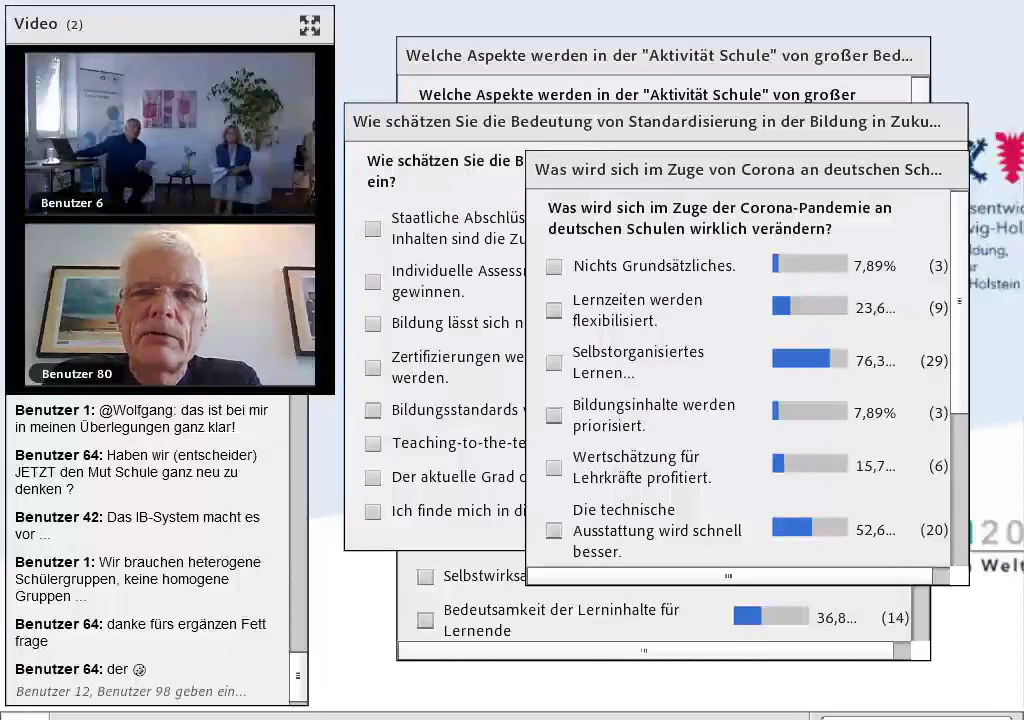 Video (2)
Benutzer 6
Benutzer 80
Benutzer 1: @Wolfgang: das ist bei mir
in meinen Überlegungen ganz klar!
Benutzer 64: Haben wir (entscheider)
JETZT den Mut Schule ganz neu zu
denken ?
Benutzer 42: Das IB-System macht es
vor ...
Benutzer 1: Wir brauchen heterogene
Schülergruppen, keine homogene
Gruppen ...
Benutzer 64: danke fürs ergänzen Fett
frage
Benutzer 64: der
Benutzer 12, Benutzer 98 geben ein...
Welche Aspekte werden in der "Aktivität Schule" von großer Bed...
Welche Aspekte werden in der "Aktivität Schule" von großer
Wie schätzen Sie die Bedeutung von Standardisierung in der Bildung in Zuku...
Wie schätzen Sie die B
ein?
Staatliche Abschlüs
Inhalten sind die Zu
Individuelle Assess
gewinnen.
Bildung lässt sich n
Zertifizierungen we
werden.
Bildungsstandards
Teaching-to-the-te
Der aktuelle Grad
Ich finde mich in di
Was wird sich im Zuge von Corona an deutschen Sch...
Was wird sich im Zuge der Corona-Pandemie an
deutschen Schulen wirklich verändern?
Nichts Grundsätzliches. 7,89% (3)
Lernzeiten werden
flexibilisiert. 23,6... (9)
Selbstorganisiertes
Lernen... 76,3... (29)
Bildungsinhalte werden
priorisiert. 7,89% (3)
Wertschätzung für
Lehrkräfte profitiert. 15,7... (6)
Die technische
Ausstattung wird schnell
besser. 52,6... (20)
Selbstwirksa
Bedeutsamkeit der Lerninhalte für
Lernende 36,8... (14)
sentwic
vig-Hol
ldung,
Holstein
20
Welt